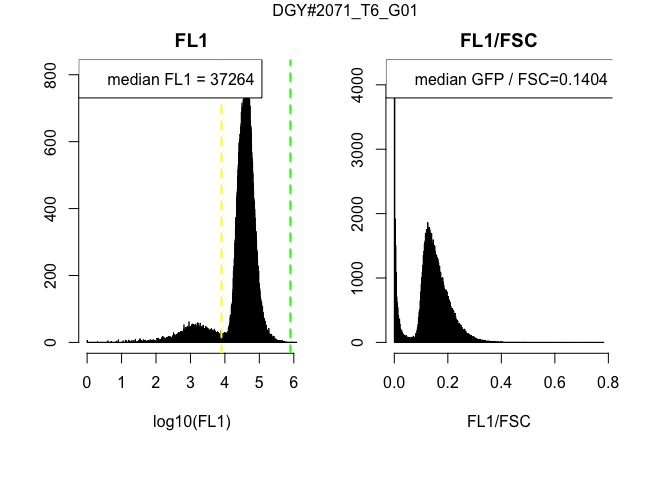 DGY#2071_T6_G01
FL1
median FL1 = 37264
800
600
400
200
0
0 1 2 3 4 5 6
log10(FL1)
FL1/FSC
median GFP / FSC=0.1404
4000
3000
2000
1000
0
0.0 0.2 0.4 0.6 0.8
FL1/FSC